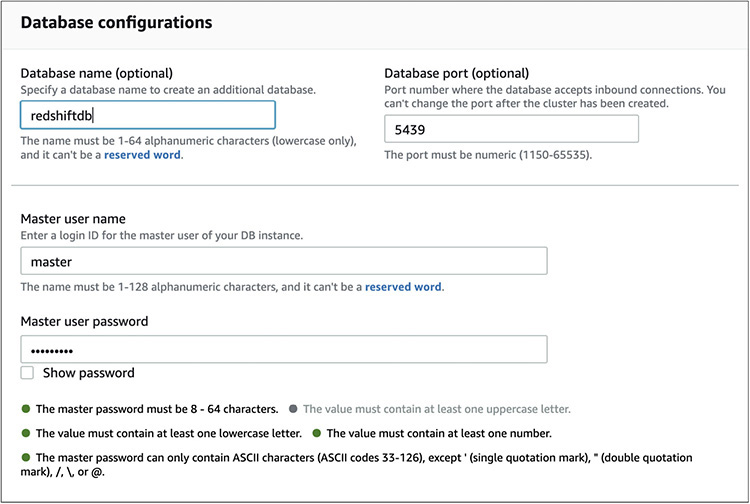 Database configurations
Database name (optional)
Specify a database name to create an additional database.
redshiftdb
The name must be 1-64 alphanumeric characters (lowercase only),
and it can't be a reserved word.
Database port (optional)
Port number where the database accepts inbound connections. You
can't change the port after the cluster has been created.
5439
The port must be numeric (1150-65535).
Master user name
Enter a login ID for the master user of your DB instance.
master
The name must be 1-128 alphanumeric characters, and it can't be a reserved word.
Master user password
•••••••••
Show password
The master password must be 8 - 64 characters.
The value must contain at least one uppercase letter.
The value must contain at least one lowercase letter.
The value must contain at least one number.
The master password can only contain ASCII characters (ASCII codes 33-126), except ' (single quotation mark), " (double quotation
mark), /, \, or @.